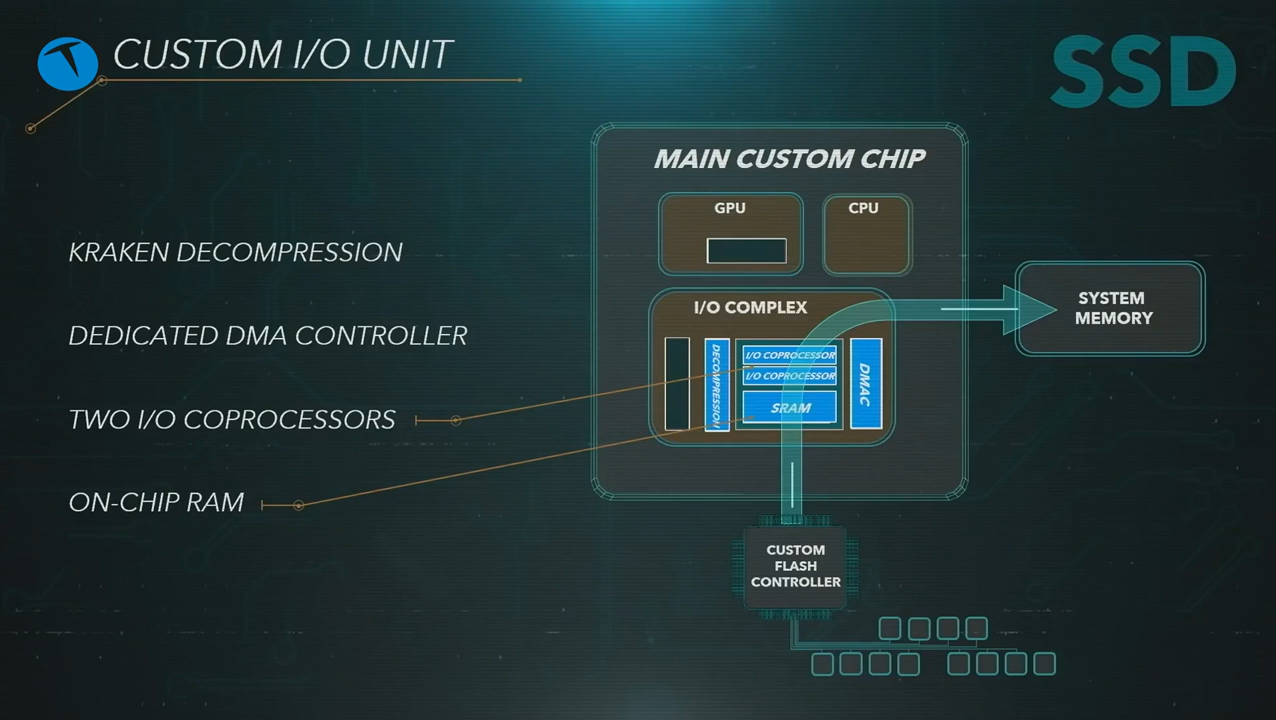 CUSTOM I/O UNIT
SSD
KRAKEN DECOMPRESSION
DEDICATED DMA CONTROLLER
TWO I/O COPROCESSORS
ON-CHIP RAM
MAIN CUSTOM CHIP
GPU
CPU
I/O COMPLEX
DECOMPRESSION
I/O COPROCESSOR
I/O COPROCESSOR
SRAM
DMAC
SYSTEM
MEMORY
CUSTOM
FLASH
CONTROLLER